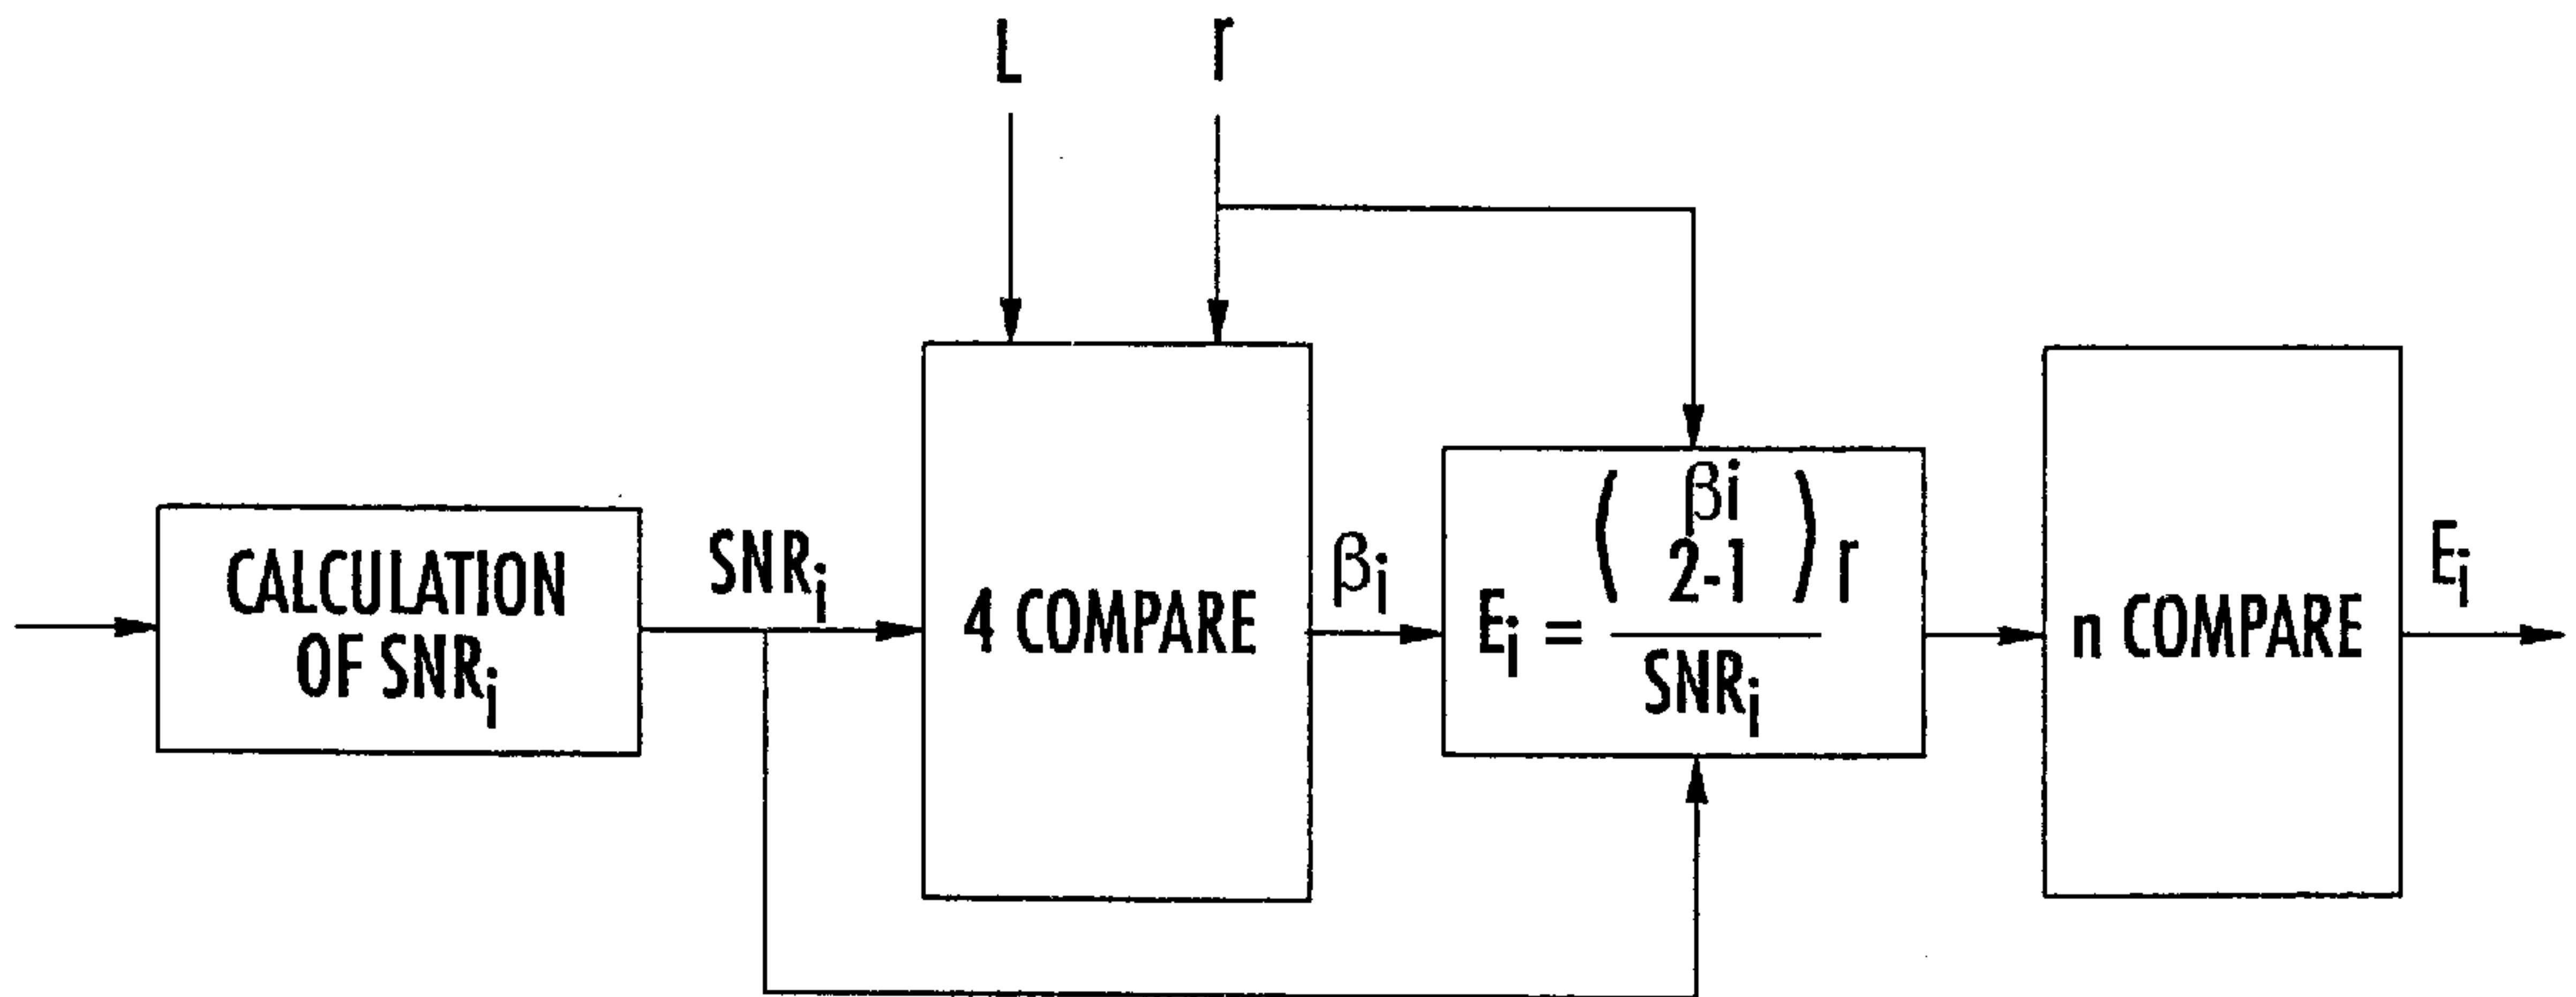 L
r
CALCULATION
OF SNRi
SNRi
4 COMPARE
βi
Ei = (βi 2-1) r
SNRi
n COMPARE
Ei